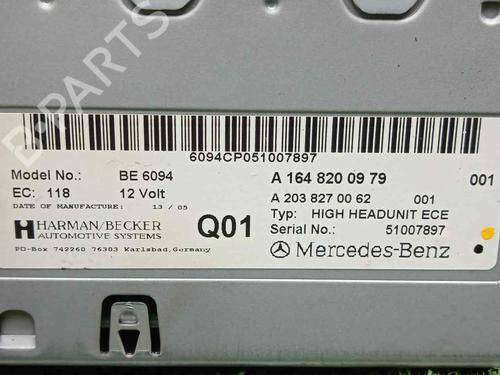 B-PARTS
6094CP051007897
Model No.: BE 6094
EC: 118 12 Volt
DATE OF MANUFACTURE: 13 / 05
HARMAN/BECKER
AUTOMOTIVE SYSTEMS
PO-Box 742260 76303 Karlsbad,Germany
Q01
A 164 820 09 79 001
A 203 827 00 62 001
Typ: HIGH HEADUNIT ECE
Serial No.: 51007897
Mercedes-Benz